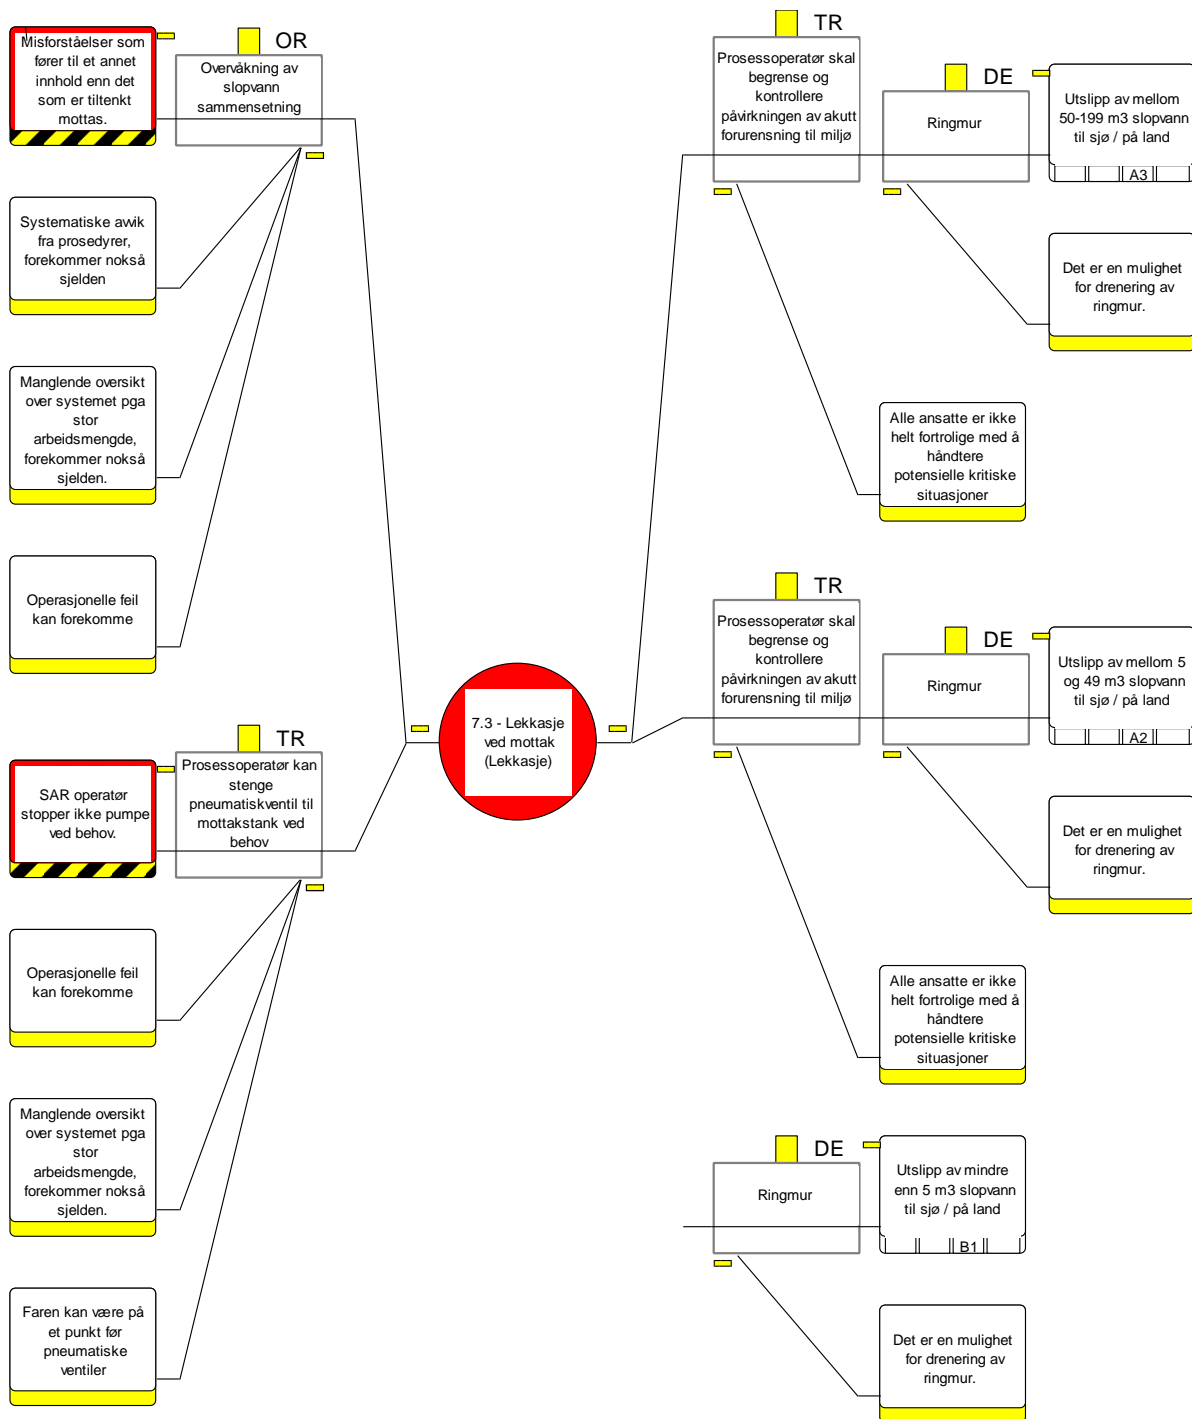 Misforståelser som
fører til et annet
innhold enn det
som er tiltenkt
mottas.
OR
Overvåkning av
slopvann
sammensetning
Systematiske avvik
fra prosedyrer,
forekommer nokså
sjelden
Manglende oversikt
over systemet pga
stor
arbeidsmengde,
forekommer nokså
sjelden.
Operasjonelle feil
kan forekomme
SAR operatør
stopper ikke pumpe
ved behov.
TR
Prosessoperatør kan
stenge
pneumatiskventil til
mottakstank ved
behov
Operasjonelle feil
kan forekomme
Manglende oversikt
over systemet pga
stor
arbeidsmengde,
forekommer nokså
sjelden.
Faren kan være på
et punkt før
pneumatiske
ventiler
7.3 - Lekkasje
ved mottak
(Lekkasje)
TR
Prosessoperatør skal
begrense og
kontrollere
påvirkningen av akutt
forurensning til miljø
DE
Ringmur
Utslipp av mellom
50-199 m3 slopvann
til sjø / på land
A3
Det er en mulighet
for drenering av
ringmur.
Alle ansatte er ikke
helt fortrolige med å
håndtere
potensielle kritiske
situasjoner
TR
Prosessoperatør skal
begrense og
kontrollere
påvirkningen av akutt
forurensning til miljø
DE
Ringmur
Utslipp av mellom 5
og 49 m3 slopvann
til sjø / på land
A2
Det er en mulighet
for drenering av
ringmur.
Alle ansatte er ikke
helt fortrolige med å
håndtere
potensielle kritiske
situasjoner
DE
Ringmur
Utslipp av mindre
enn 5 m3 slopvann
til sjø / på land
B1
Det er en mulighet
for drenering av
ringmur.